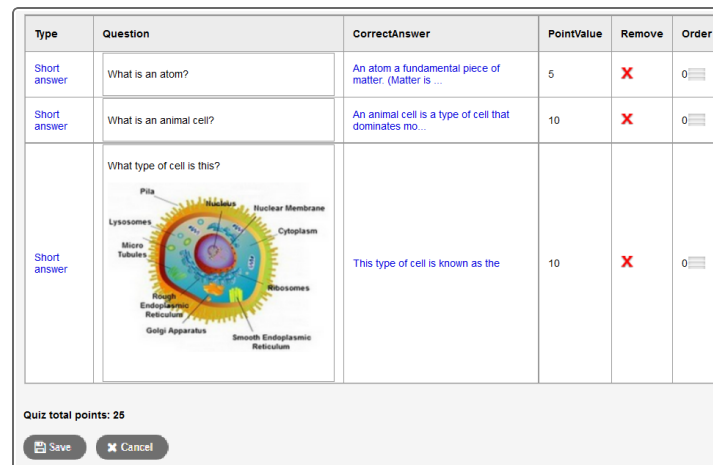 Type Question CorrectAnswer PointValue Remove Order
Short
answer
What is an atom?
An atom a fundamental piece of
matter. (Matter is ...
5
X
0
Short
answer
What is an animal cell?
An animal cell is a type of cell that
dominates mo...
10
X
0
Short
answer
What type of cell is this?
Pila
Nucleus
Nuclear Membrane
Lysosomes
Cytoplasm
Micro
Tubules
Ribosomes
Rough
Endoplasmic
Reticulum
Golgi Apparatus
Smooth Endoplasmic
Reticulum
This type of cell is known as the
10
X
0
Quiz total points: 25
Save Cancel